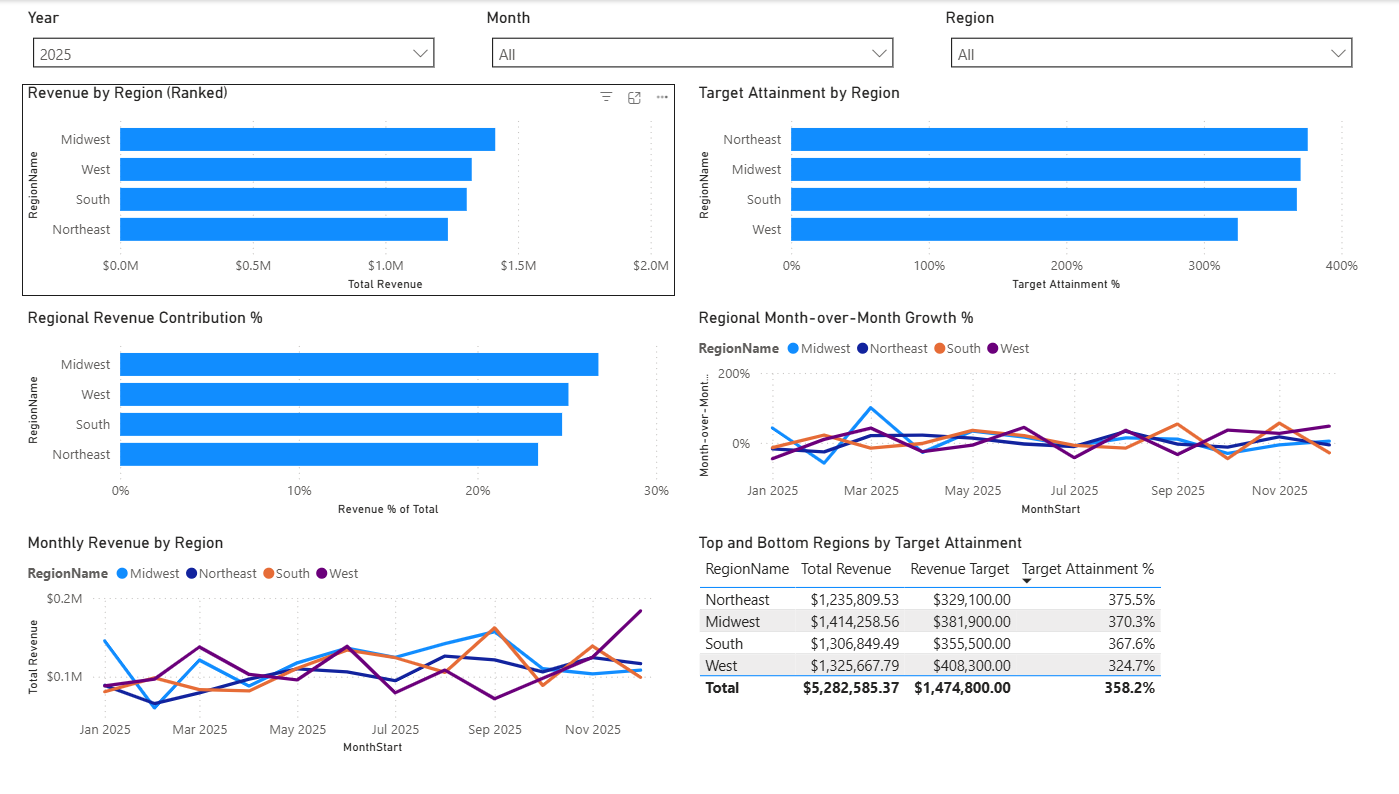 Year
Month
Region
2025
All
All
Revenue by Region (Ranked)
RegionName
Midwest
West
South
Northeast
$0.0M $0.5M $1.0M $1.5M $2.0M
Total Revenue
Target Attainment by Region
RegionName
Northeast
Midwest
South
West
0% 100% 200% 300% 400%
Target Attainment %
Regional Revenue Contribution %
RegionName
Midwest
West
South
Northeast
0% 10% 20% 30%
Revenue % of Total
Regional Month-over-Month Growth %
RegionName Midwest Northeast South West
Month-over-Mont...
200%
0%
Jan 2025 Mar 2025 May 2025 Jul 2025 Sep 2025 Nov 2025
MonthStart
Monthly Revenue by Region
RegionName Midwest Northeast South West
Total Revenue
$0.2M
$0.1M
Jan 2025 Mar 2025 May 2025 Jul 2025 Sep 2025 Nov 2025
MonthStart
Top and Bottom Regions by Target Attainment
RegionName Total Revenue Revenue Target Target Attainment %
Northeast $1,235,809.53 $329,100.00 375.5%
Midwest $1,414,258.56 $381,900.00 370.3%
South $1,306,849.49 $355,500.00 367.6%
West $1,325,667.79 $408,300.00 324.7%
Total $5,282,585.37 $1,474,800.00 358.2%